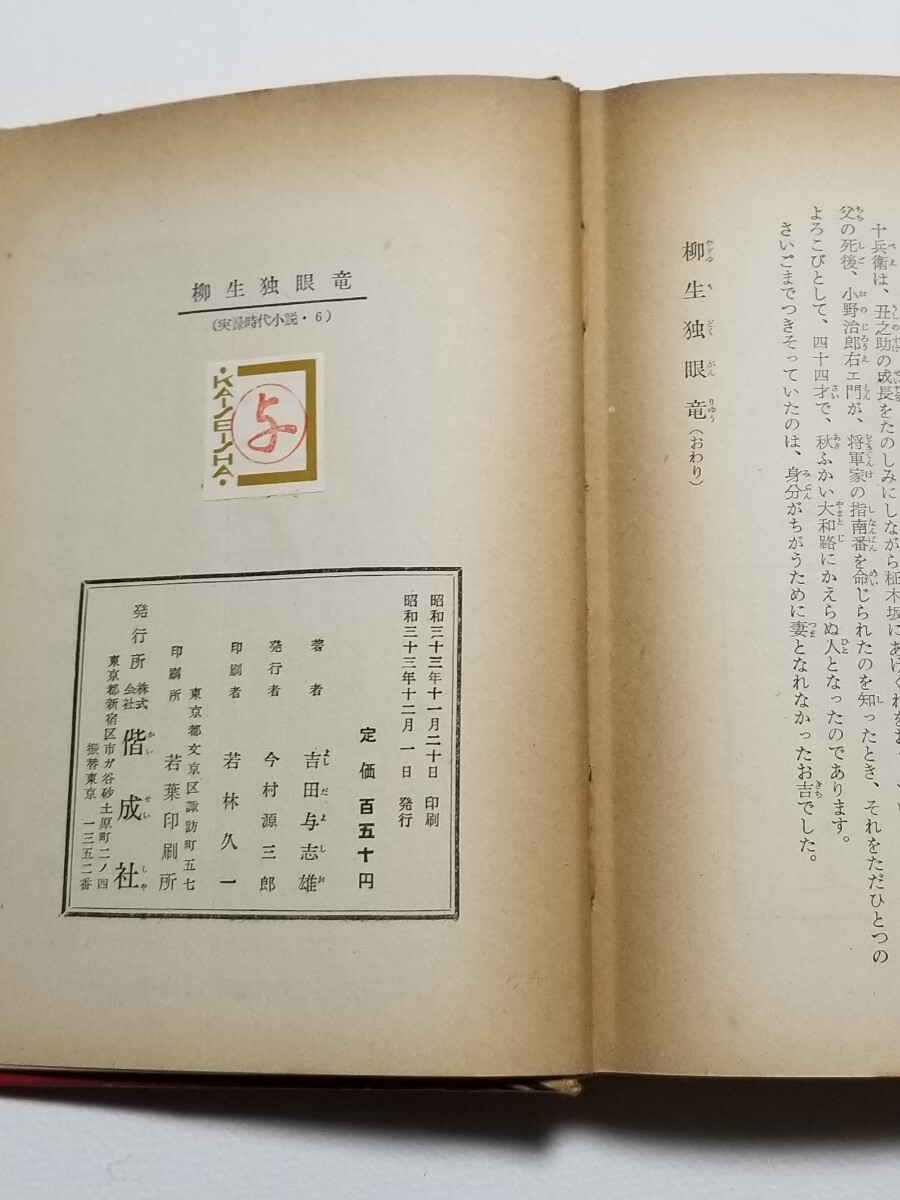 十兵衛は、丑之助の成長をたのしみにしながら柾木坂にあけくれをお
父の死後、小野治郎右エ門が、将軍家の指南番を命じられたのを知ったとき、それをただひとつの
よろこびとして、四十四才で、秋ふかい大和路にかえらぬ人となったのであります。
さいごまでつきそっていたのは、身分がちがうために妻となれなかったお吉でした。
柳生独眼竜（おわり）
柳生独眼竜
（実録時代小説・6）
・KAISEISHA・
与
昭和三十三年十一月二十日 印刷
昭和三十三年十二月 一日 発行
定価 百五十円
著者 吉田与志雄
発行者 今村源三郎
印刷者 若林久一
東京都文京区諏訪町五七
印刷所 若葉印刷所
発行所 株式会社 偕成社
東京都新宿区市ガ谷砂土原町二ノ四
振替東京 一三五二番